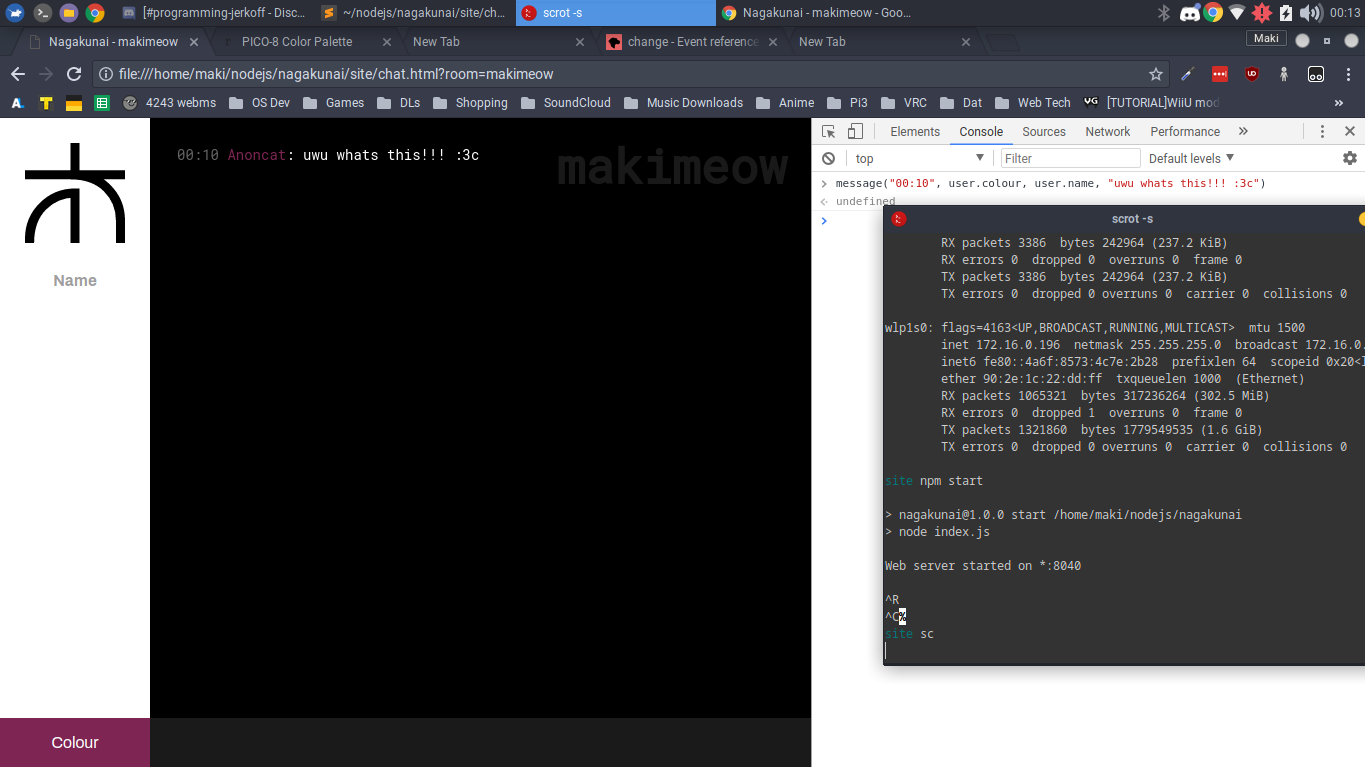 [#programming-jerkoff - Disc...
~/nodejs/nagakunai/site/ch...
scrot -s
Nagakunai - makimeow - Goo...
00:13
Nagakunai - makimeow
PICO-8 Color Palette
New Tab
change - Event reference
New Tab
Maki
file:///home/maki/nodejs/nagakunai/site/chat.html?room=makimeow
4243 webms
OS Dev
Games
DLs
Shopping
SoundCloud
Music Downloads
Anime
Pi3
VRC
Dat
Web Tech
[TUTORIAL]WiiU mod
Name
Colour
00:10 Anoncat: uwu whats this!!! :3c
makimeow
Elements
Console
Sources
Network
Performance
top
Filter
Default levels
message("00:10", user.colour, user.name, "uwu whats this!!! :3c")
undefined
scrot -s
RX packets 3386  bytes 242964 (237.2 KiB)
RX errors 0  dropped 0  overruns 0  frame 0
TX packets 3386  bytes 242964 (237.2 KiB)
TX errors 0  dropped 0 overruns 0  carrier 0  collisions 0
wlp1s0: flags=4163<UP,BROADCAST,RUNNING,MULTICAST>  mtu 1500
inet 172.16.0.196  netmask 255.255.255.0  broadcast 172.16.0.
inet6 fe80::4a6f:8573:4c7e:2b28  prefixlen 64  scopeid 0x20<l
ether 90:2e:1c:22:dd:ff  txqueuelen 1000  (Ethernet)
RX packets 1065321  bytes 317236264 (302.5 MiB)
RX errors 0  dropped 1  overruns 0  frame 0
TX packets 1321860  bytes 1779549535 (1.6 GiB)
TX errors 0  dropped 0 overruns 0  carrier 0  collisions 0
site npm start
> nagakunai@1.0.0 start /home/maki/nodejs/nagakunai
> node index.js
Web server started on *:8040
^R
^C%
site sc